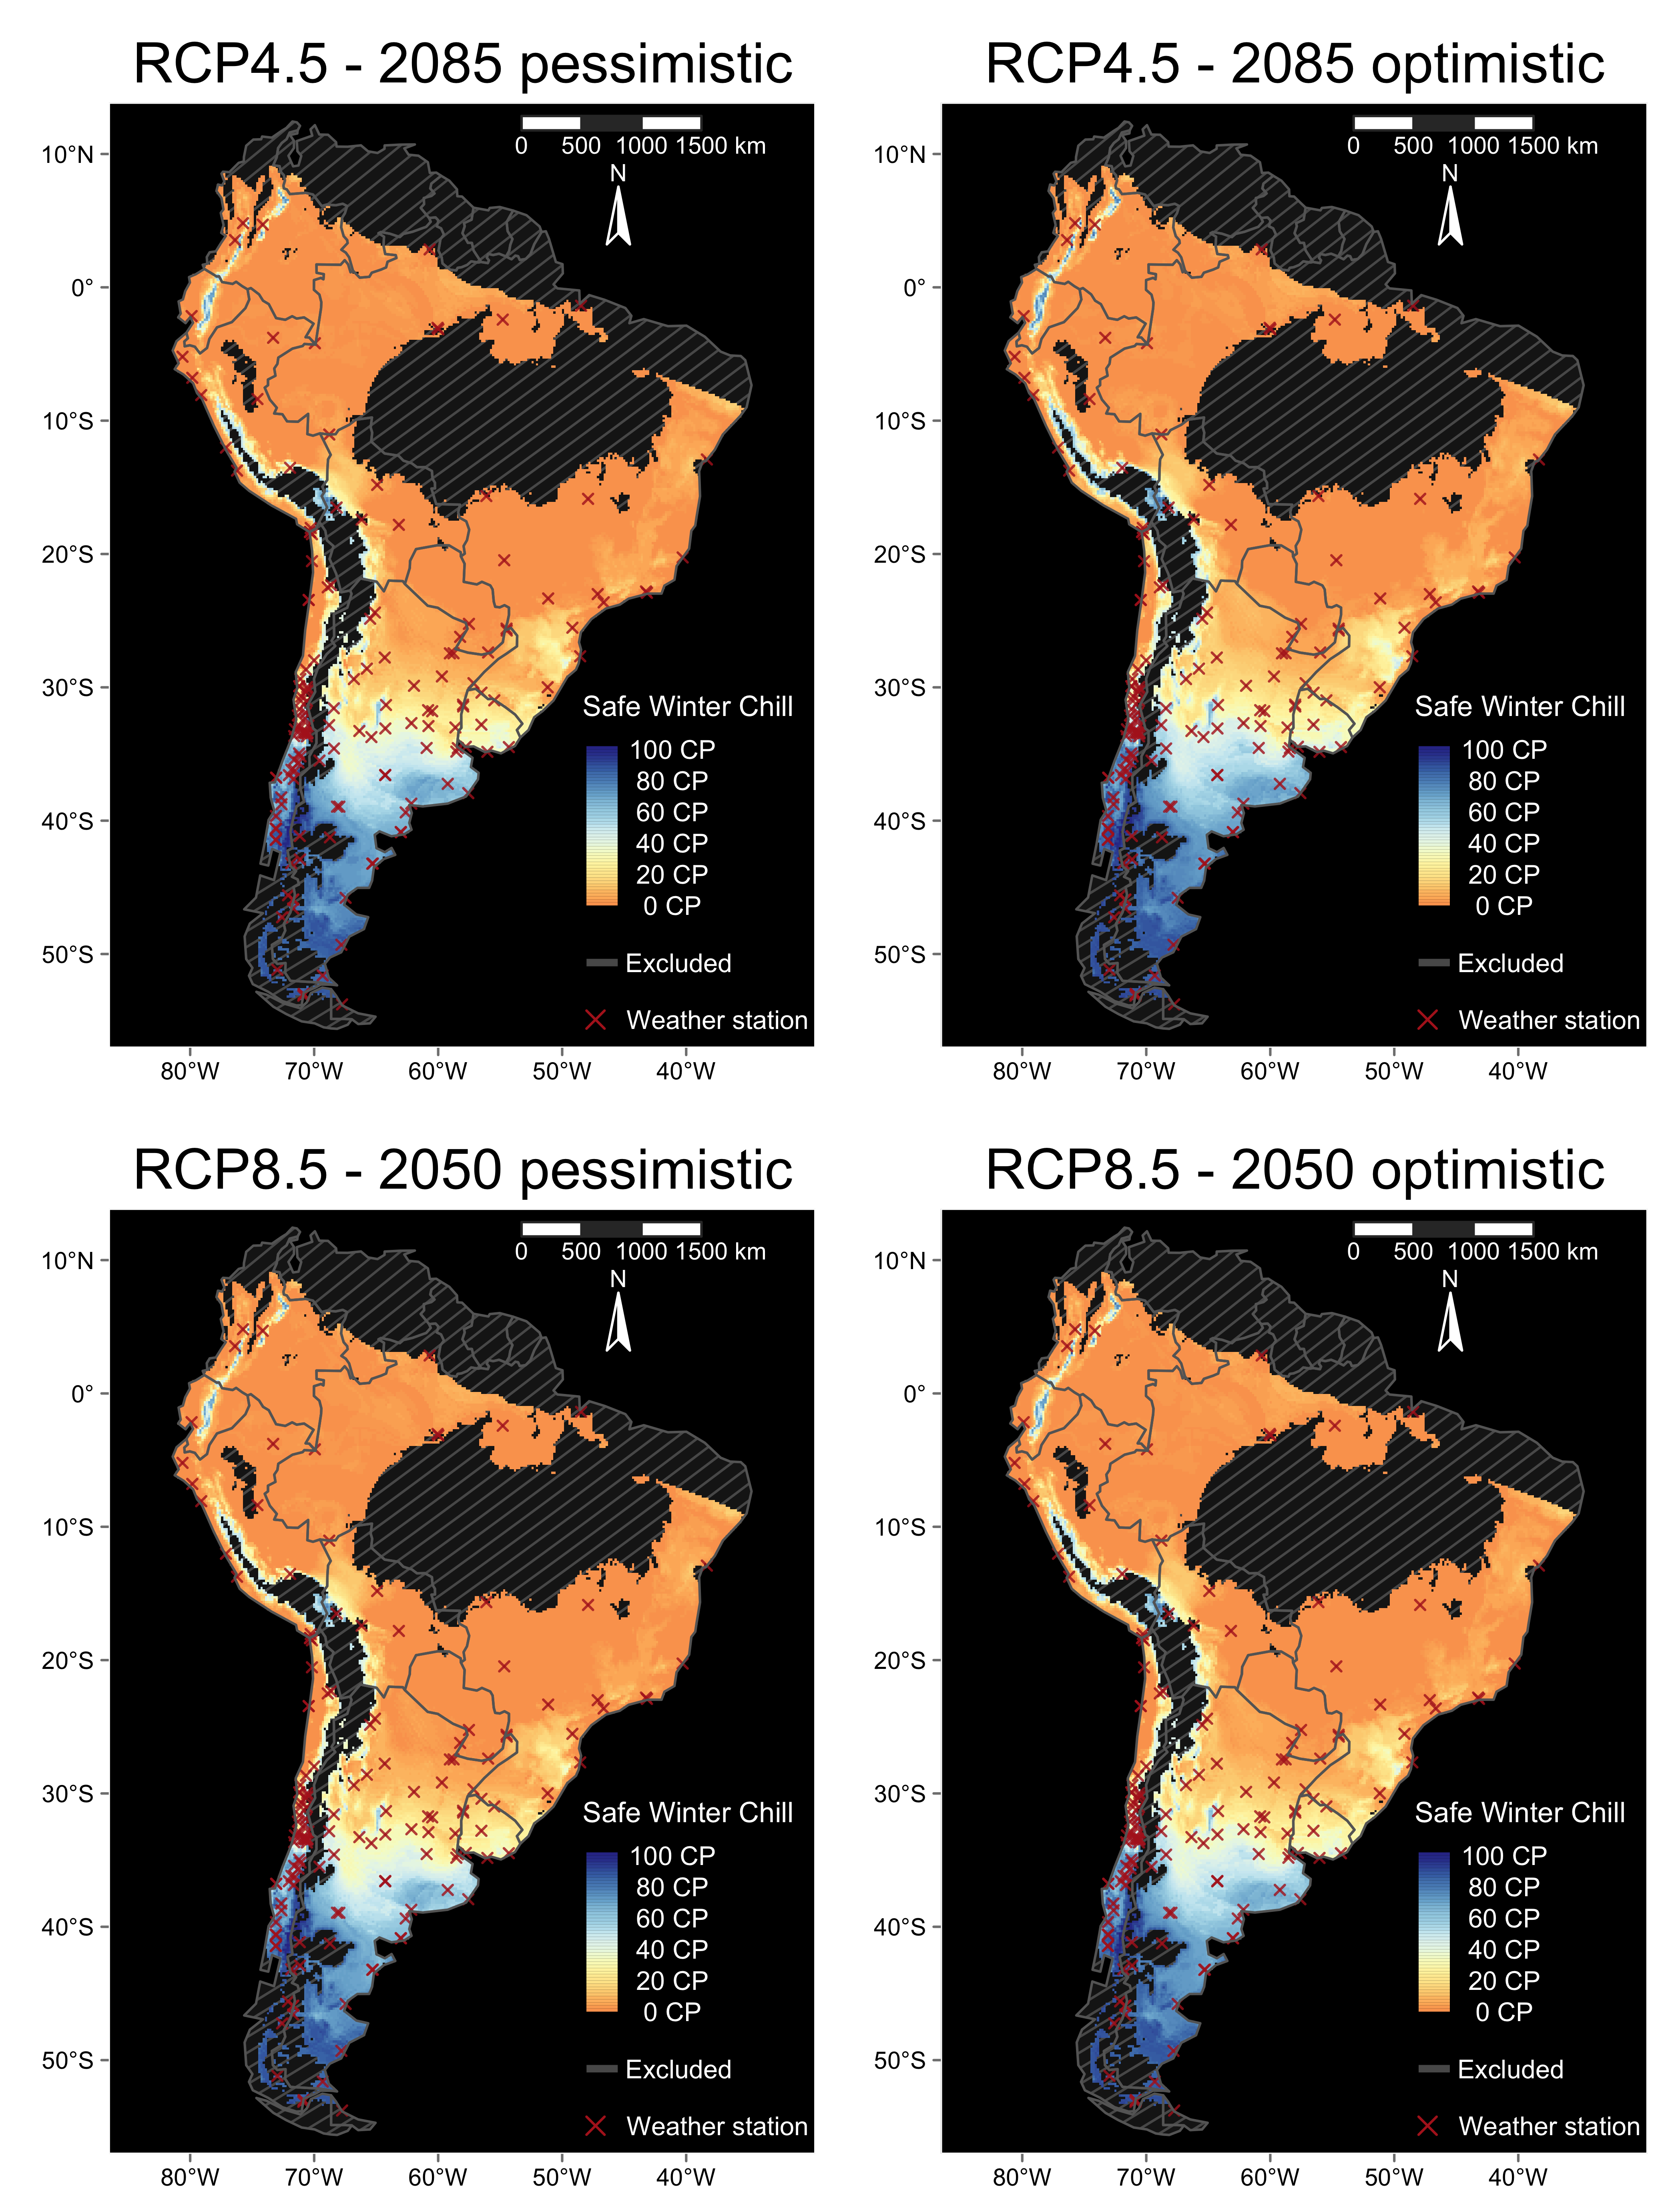 RCP4.5 - 2085 pessimistic
0 500 1000 1500 km
N
10°N
0°
10°S
20°S
30°S
40°S
50°S
Safe Winter Chill
100 CP
80 CP
60 CP
40 CP
20 CP
0 CP
Excluded
Weather station
80°W 70°W 60°W 50°W 40°W
RCP4.5 - 2085 optimistic
0 500 1000 1500 km
N
10°N
0°
10°S
20°S
30°S
40°S
50°S
Safe Winter Chill
100 CP
80 CP
60 CP
40 CP
20 CP
0 CP
Excluded
Weather station
80°W 70°W 60°W 50°W 40°W
RCP8.5 - 2050 pessimistic
0 500 1000 1500 km
N
10°N
0°
10°S
20°S
30°S
40°S
50°S
Safe Winter Chill
100 CP
80 CP
60 CP
40 CP
20 CP
0 CP
Excluded
Weather station
80°W 70°W 60°W 50°W 40°W
RCP8.5 - 2050 optimistic
0 500 1000 1500 km
N
10°N
0°
10°S
20°S
30°S
40°S
50°S
Safe Winter Chill
100 CP
80 CP
60 CP
40 CP
20 CP
0 CP
Excluded
Weather station
80°W 70°W 60°W 50°W 40°W